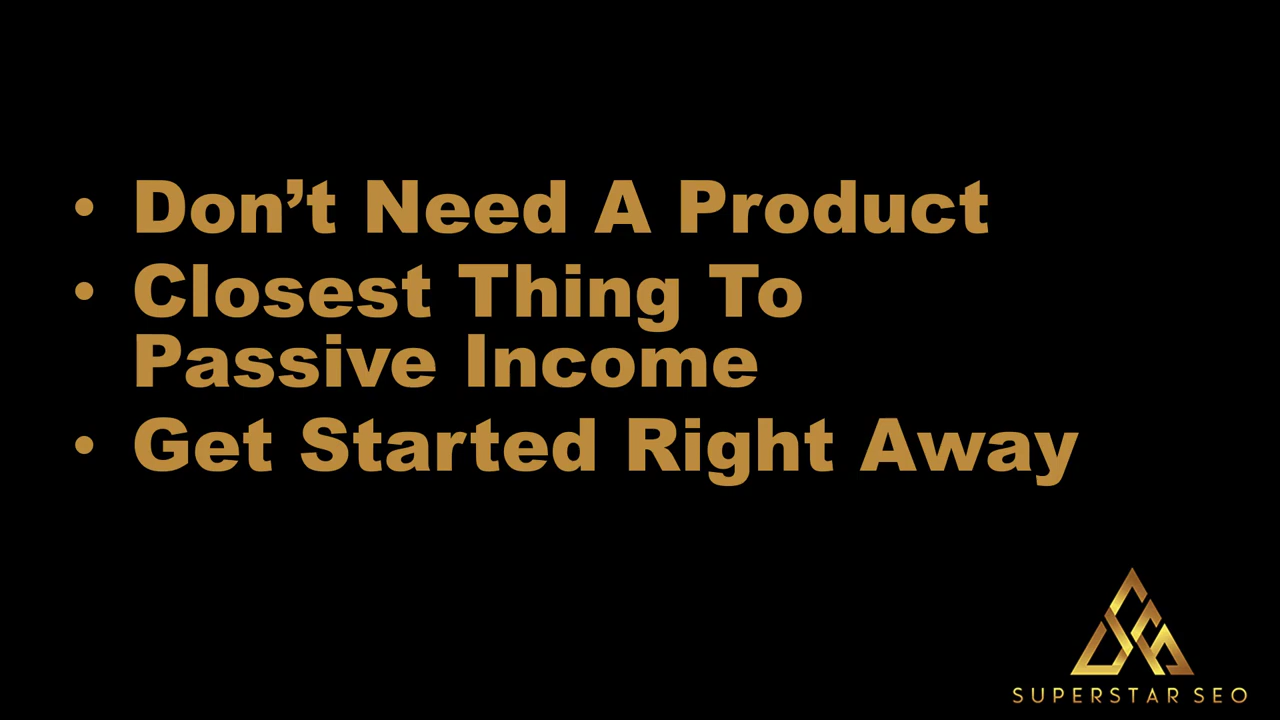 • Don’t Need A Product
• Closest Thing To
Passive Income
• Get Started Right Away
SUPERSTAR SEO